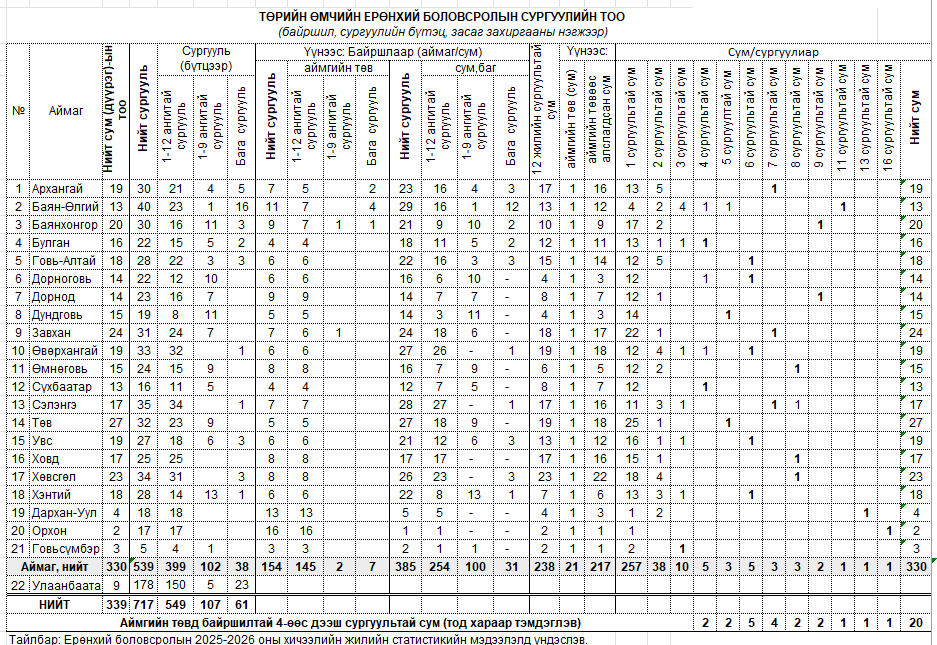 ТӨРИЙН ӨМЧИЙН ЕРӨНХИЙ БОЛОВСРОЛЫН СУРГУУЛИЙН ТОО
(байршил, сургуулийн бүтэц, засаг захиргааны нэгжээр)
№ Аймаг Нийт сум (дүүрэг)-ын тоо Нийт сургууль Сургууль (бүтцээр) Үүнээс: Байршлаар (аймаг/сум) 12 жилийн сургуультай сум Үүнээс: Сум/сургуулиар Нийт сум
1-12 ангитай сургууль 1-9 ангитай сургууль Бага сургууль Нийт сургууль аймгийн төв Нийт сургууль сум,баг аймгийн төв (сум) аймгийн төвөөс алслагдсан сум
1-12 ангитай сургууль 1-9 ангитай сургууль Бага сургууль 1-12 ангитай сургууль 1-9 ангитай сургууль Бага сургууль
1 сургуультай сум 2 сургуультай сум 3 сургуультай сум 4 сургуультай сум 5 сургуултай сум 6 сургуультай сум 7 сургуультай сум 8 сургуультай сум 9 сургуультай сум 11 сургуультай сум 13 сургуультай сум 16 сургуультай сум
1 Архангай 19 30 21 4 5 7 5 2 23 16 4 3 17 1 16 13 5 1 19
2 Баян-Өлгий 13 40 23 1 16 11 7 4 29 16 1 12 13 1 12 4 2 4 1 1 1 13
3 Баянхонгор 20 30 16 11 3 9 7 1 1 21 9 10 2 10 1 9 17 2 1 20
4 Булган 16 22 15 5 2 4 4 18 11 5 2 12 1 11 13 1 1 1 16
5 Говь-Алтай 18 28 22 3 3 6 6 22 16 3 3 15 1 14 12 5 1 18
6 Дорноговь 14 22 12 10 6 6 16 6 10 - 4 1 3 12 1 1 14
7 Дорнод 14 23 16 7 9 9 14 7 7 - 8 1 7 12 1 1 14
8 Дундговь 15 19 8 11 5 5 14 3 11 - 4 1 3 14 1 15
9 Завхан 24 31 24 7 7 6 1 24 18 6 - 18 1 17 22 1 1 24
10 Өвөрхангай 19 33 32 1 6 6 27 26 - 1 19 1 18 12 4 1 1 1 19
11 Өмнөговь 15 24 15 9 8 8 16 7 9 - 6 1 5 12 2 1 15
12 Сүхбаатар 13 16 11 5 4 4 12 7 5 - 8 1 7 12 1 13
13 Сэлэнгэ 17 35 34 1 7 7 28 27 - 1 17 1 16 11 3 1 1 1 17
14 Төв 27 32 23 9 5 5 27 18 9 - 19 1 18 25 1 1 27
15 Увс 19 27 18 6 3 6 6 21 12 6 3 13 1 12 16 1 1 1 19
16 Ховд 17 25 25 8 8 17 17 - - 17 1 16 15 1 1 17
17 Хөвсгөл 23 34 31 3 8 8 26 23 - 3 23 1 22 18 4 1 23
18 Хэнтий 18 28 14 13 1 6 6 22 8 13 1 7 1 6 13 3 1 1 18
19 Дархан-Уул 4 18 18 13 13 5 5 - - 4 1 3 1 2 1 4
20 Орхон 2 17 17 16 16 1 1 - - 2 1 1 1 1 2
21 Говьсүмбэр 3 5 4 1 3 3 2 1 1 - 2 1 1 2 1 3
Аймаг, нийт 330 539 399 102 38 154 145 2 7 385 254 100 31 238 21 217 257 38 10 5 3 5 3 3 2 1 1 1 330
22 Улаанбаата 9 178 150 5 23
НИЙТ 339 717 549 107 61
Аймгийн төвд байршилтай 4-өөс дээш сургуультай сум (тод хараар тэмдэглэв) 2 2 5 4 2 2 1 1 1 20
Тайлбар: Ерөнхий боловсролын 2025-2026 оны хичээлийн жилийн статистикийн мэдээлэлд үндэслэв.